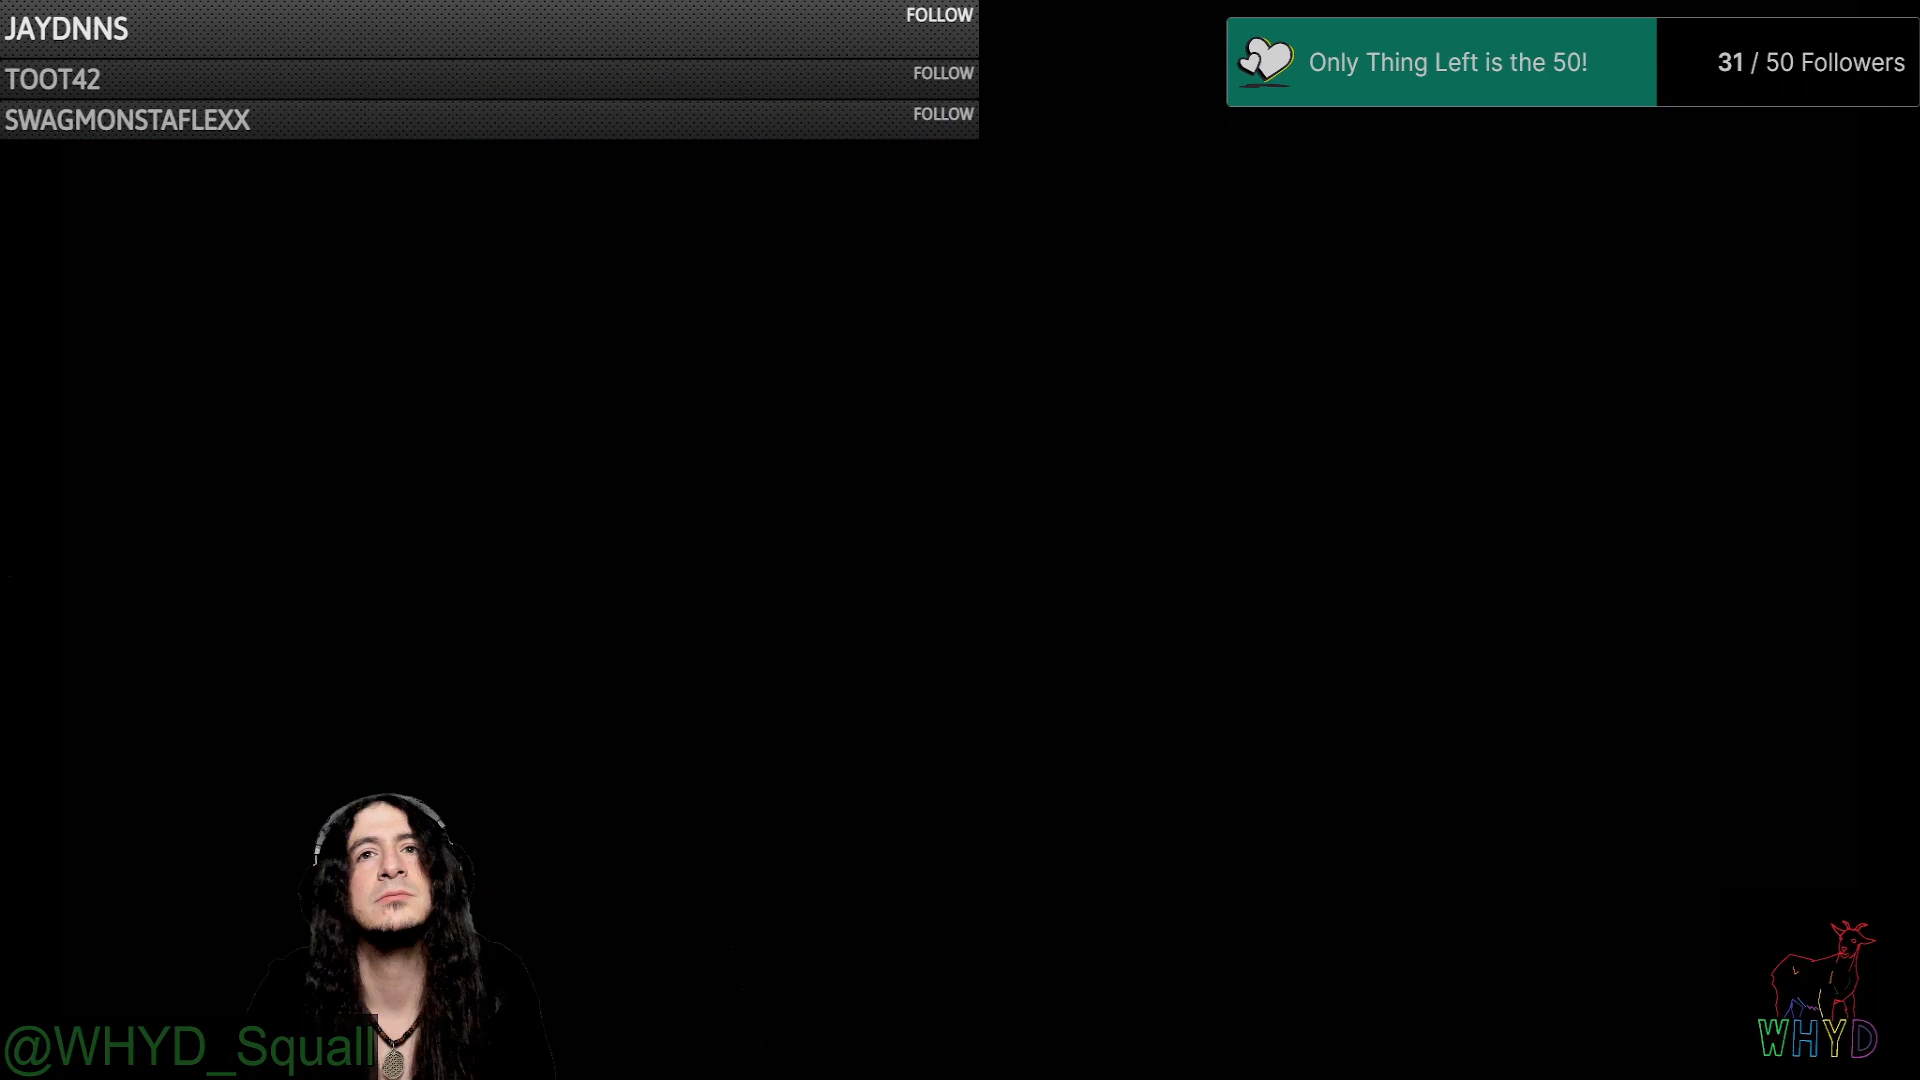 JAYDNNS FOLLOW
TOOT42 FOLLOW
SWAGMONSTAFLEXX FOLLOW
Only Thing Left is the 50! 31 / 50 Followers
@WHYD_Squall
WHYD